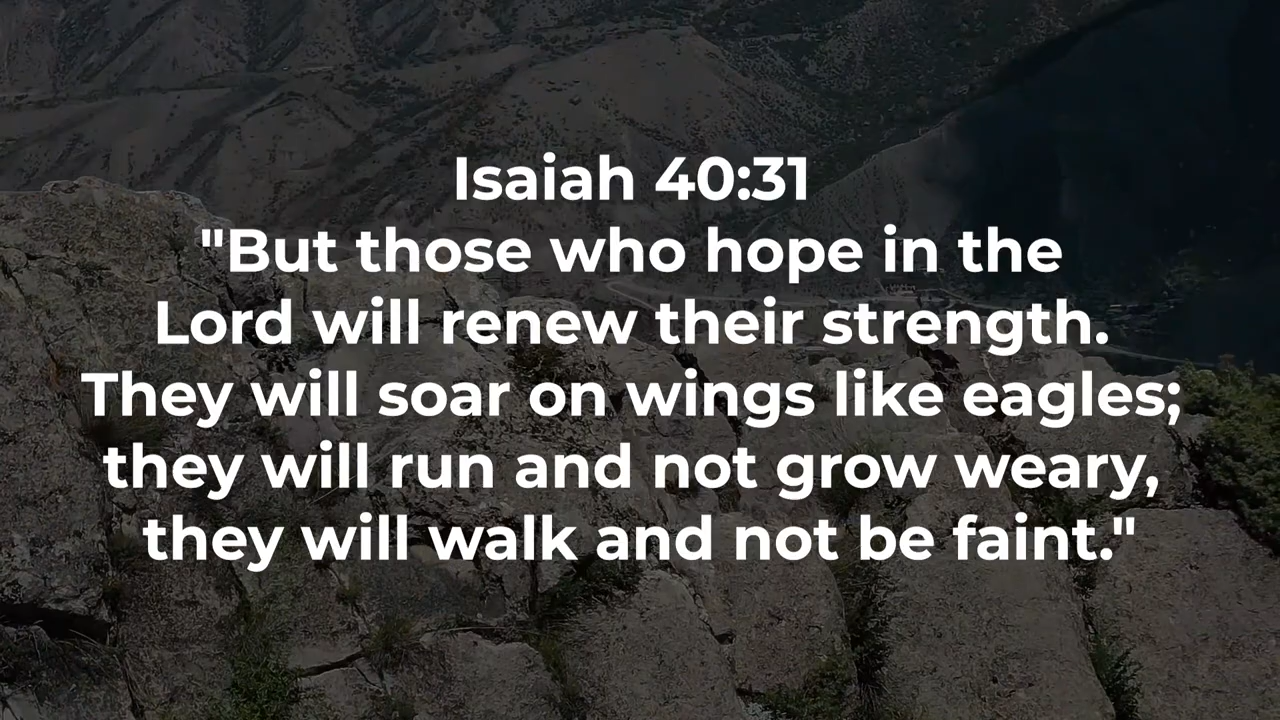 Isaiah 40:31
"But those who hope in the
Lord will renew their strength.
They will soar on wings like eagles;
they will run and not grow weary,
they will walk and not be faint."